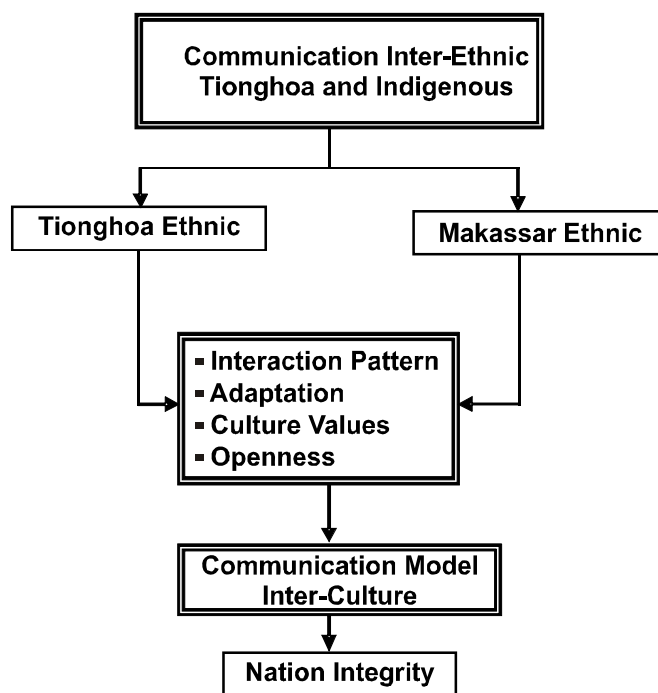 Communication Inter-Ethnic
Tionghoa and Indigenous
Tionghoa Ethnic
Makassar Ethnic
▪ Interaction Pattern
▪ Adaptation
▪ Culture Values
▪ Openness
Communication Model
Inter-Culture
Nation Integrity